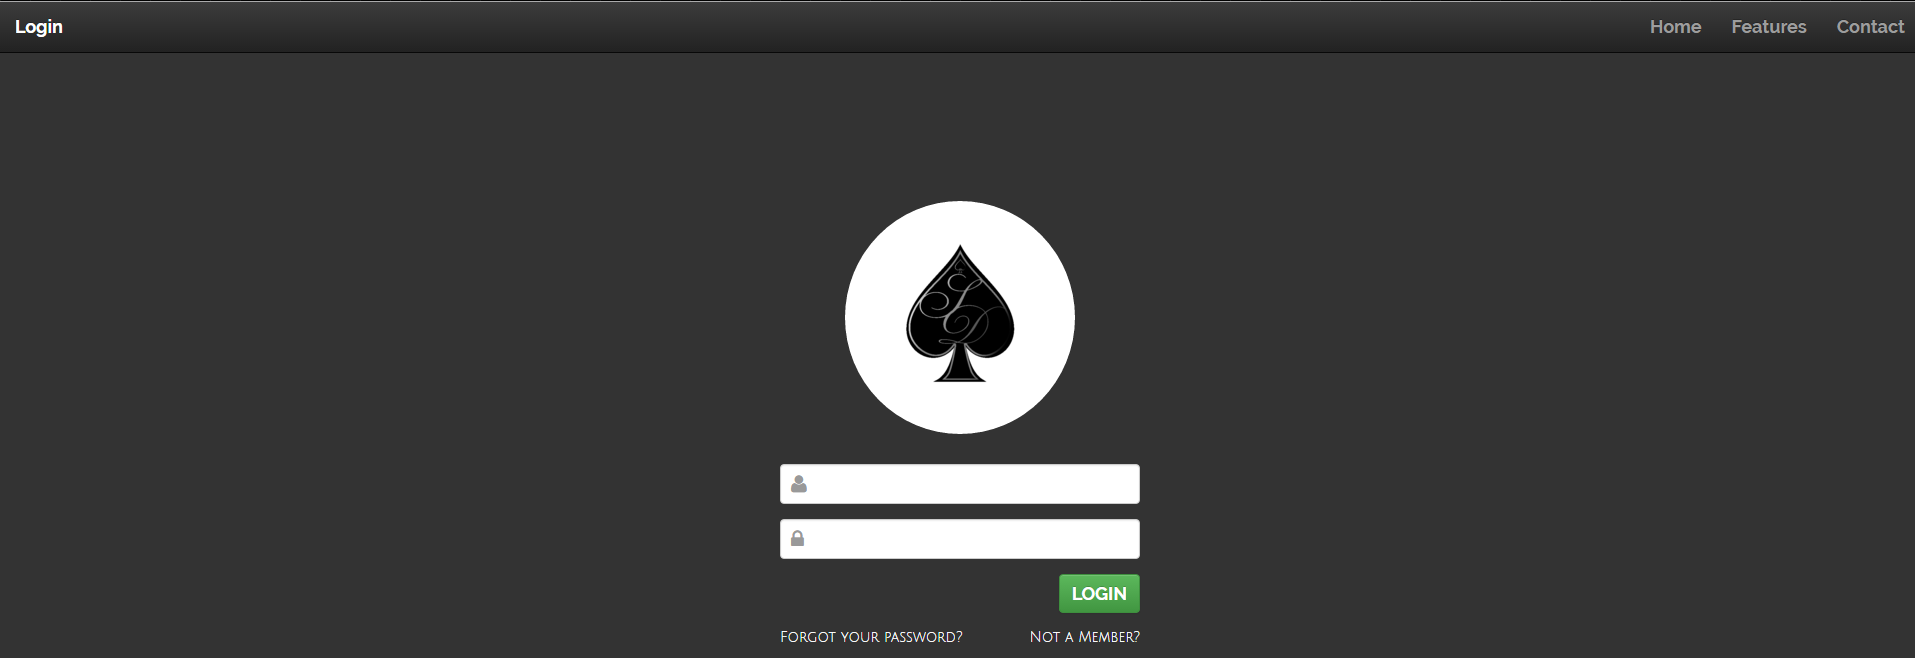 Login
Home Features Contact
LOGIN
Forgot your password? Not a Member?